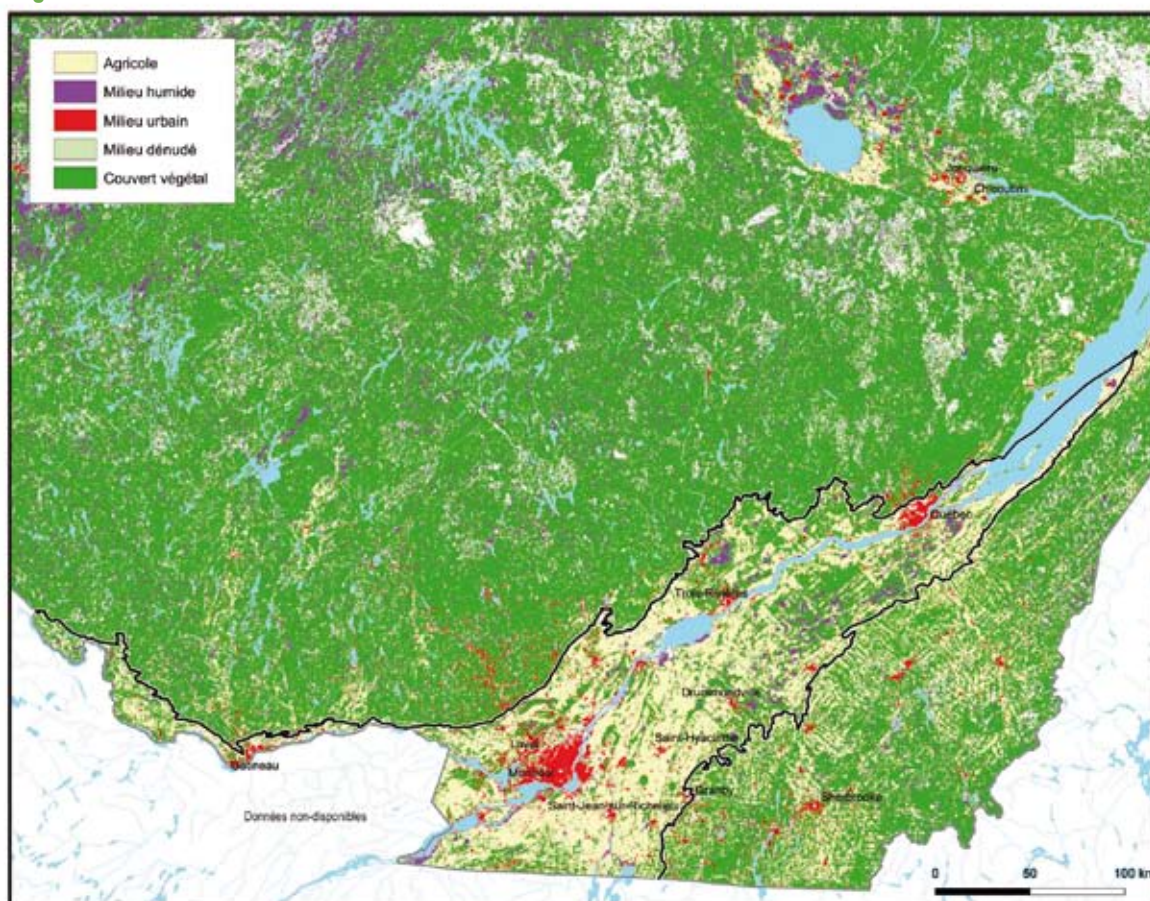 Agricole
Milieu humide
Milieu urbain
Milieu dénudé
Couvert végétal
Chicoutimi
Québec
Trois-Rivières
Drummondville
Saint-Hyacinthe
Laval
Montréal
Gatineau
Granby
Sherbrooke
Saint-Jean-sur-Richelieu
Données non-disponibles
0 50 100 km